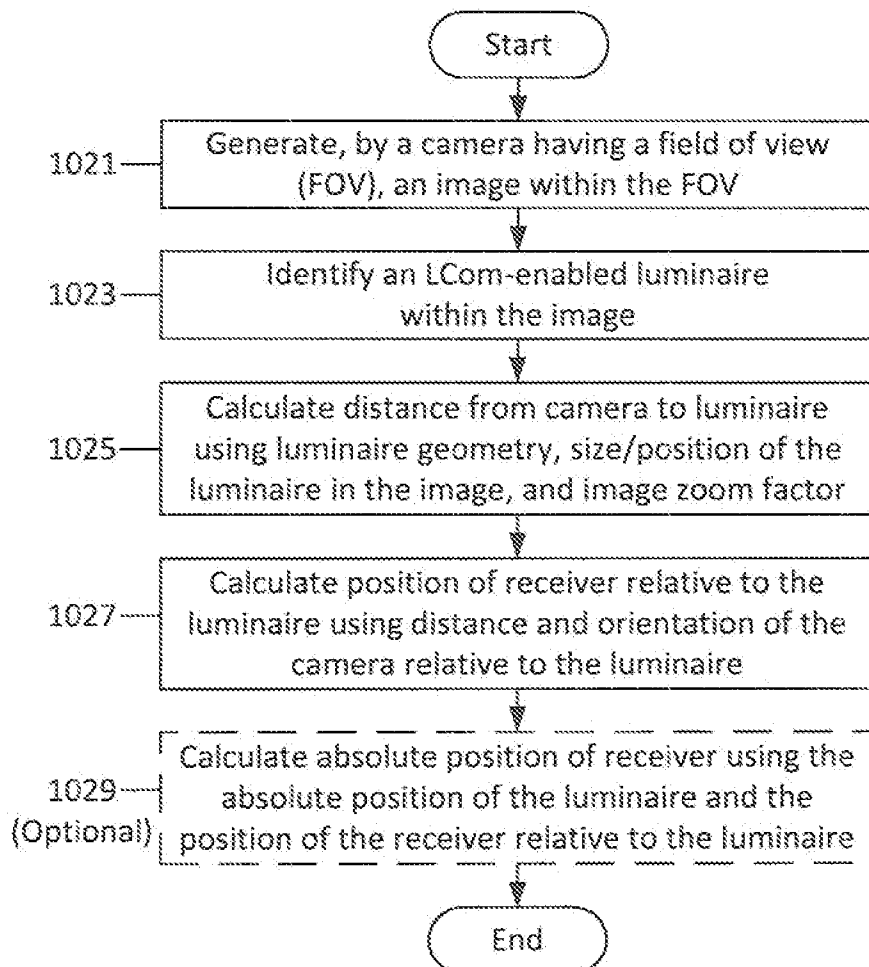 Start
1021
Generate, by a camera having a field of view
(FOV), an image within the FOV
1023
Identify an LCom-enabled luminaire
within the image
1025
Calculate distance from camera to luminaire
using luminaire geometry, size/position of the
luminaire in the image, and image zoom factor
1027
Calculate position of receiver relative to the
luminaire using distance and orientation of the
camera relative to the luminaire
1029
(Optional)
Calculate absolute position of receiver using the
absolute position of the luminaire and the
position of the receiver relative to the luminaire
End